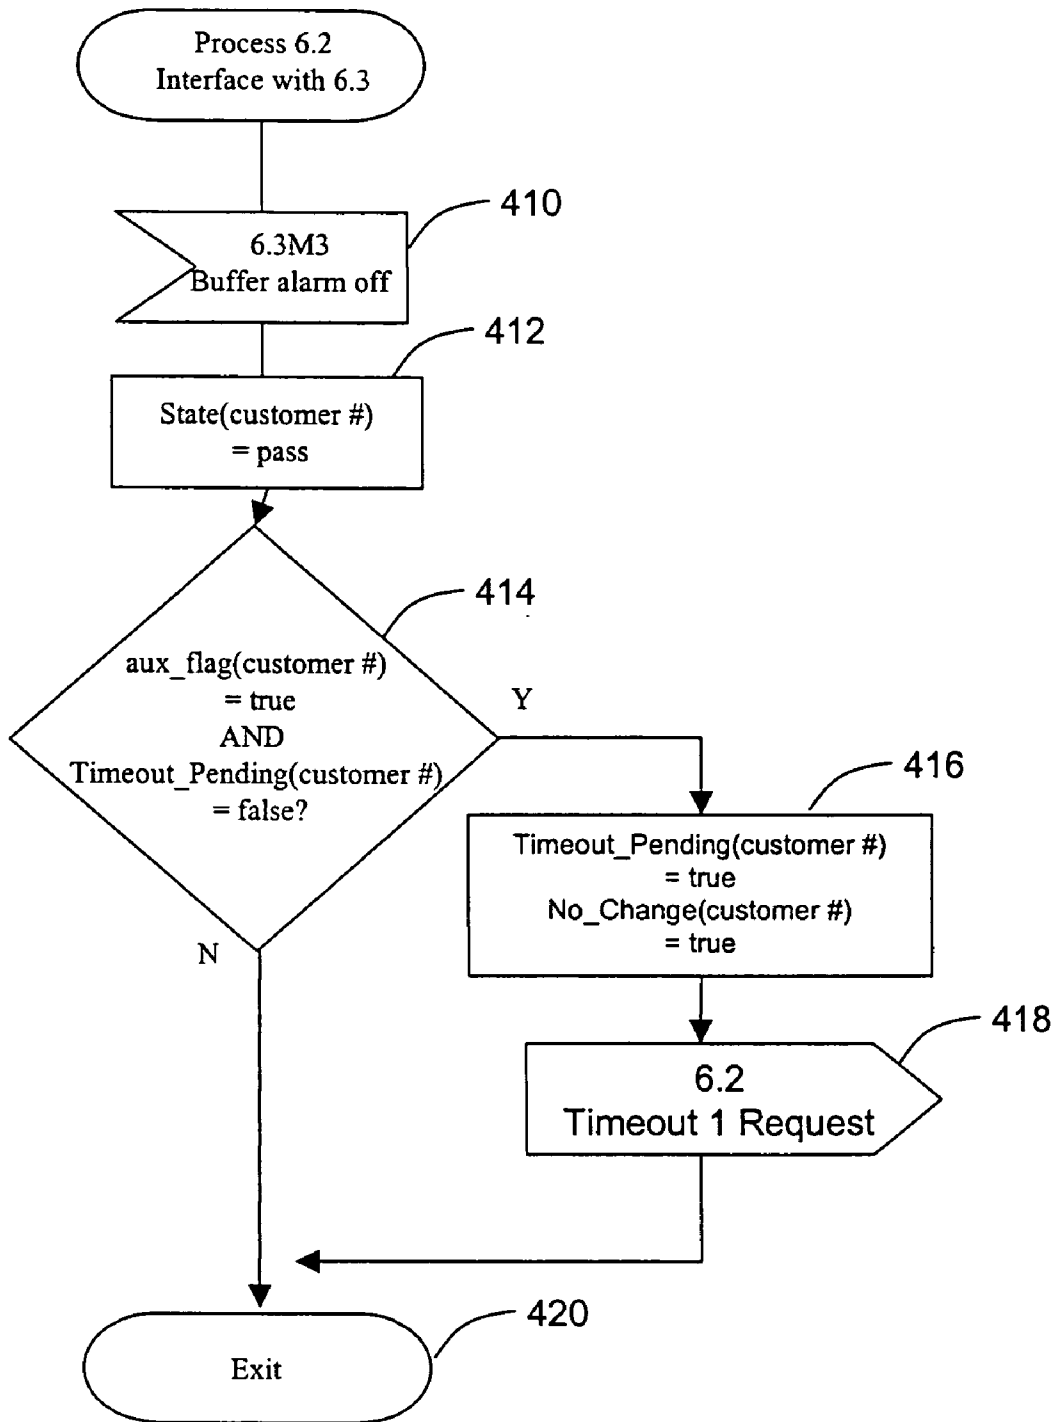 Process 6.2
Interface with 6.3
410
6.3M3
Buffer alarm off
412
State(customer #)
= pass
414
aux_flag(customer #)
= true
AND
Timeout_Pending(customer #)
= false?
Y
N
416
Timeout_Pending(customer #)
= true
No_Change(customer #)
= true
418
6.2
Timeout 1 Request
420
Exit